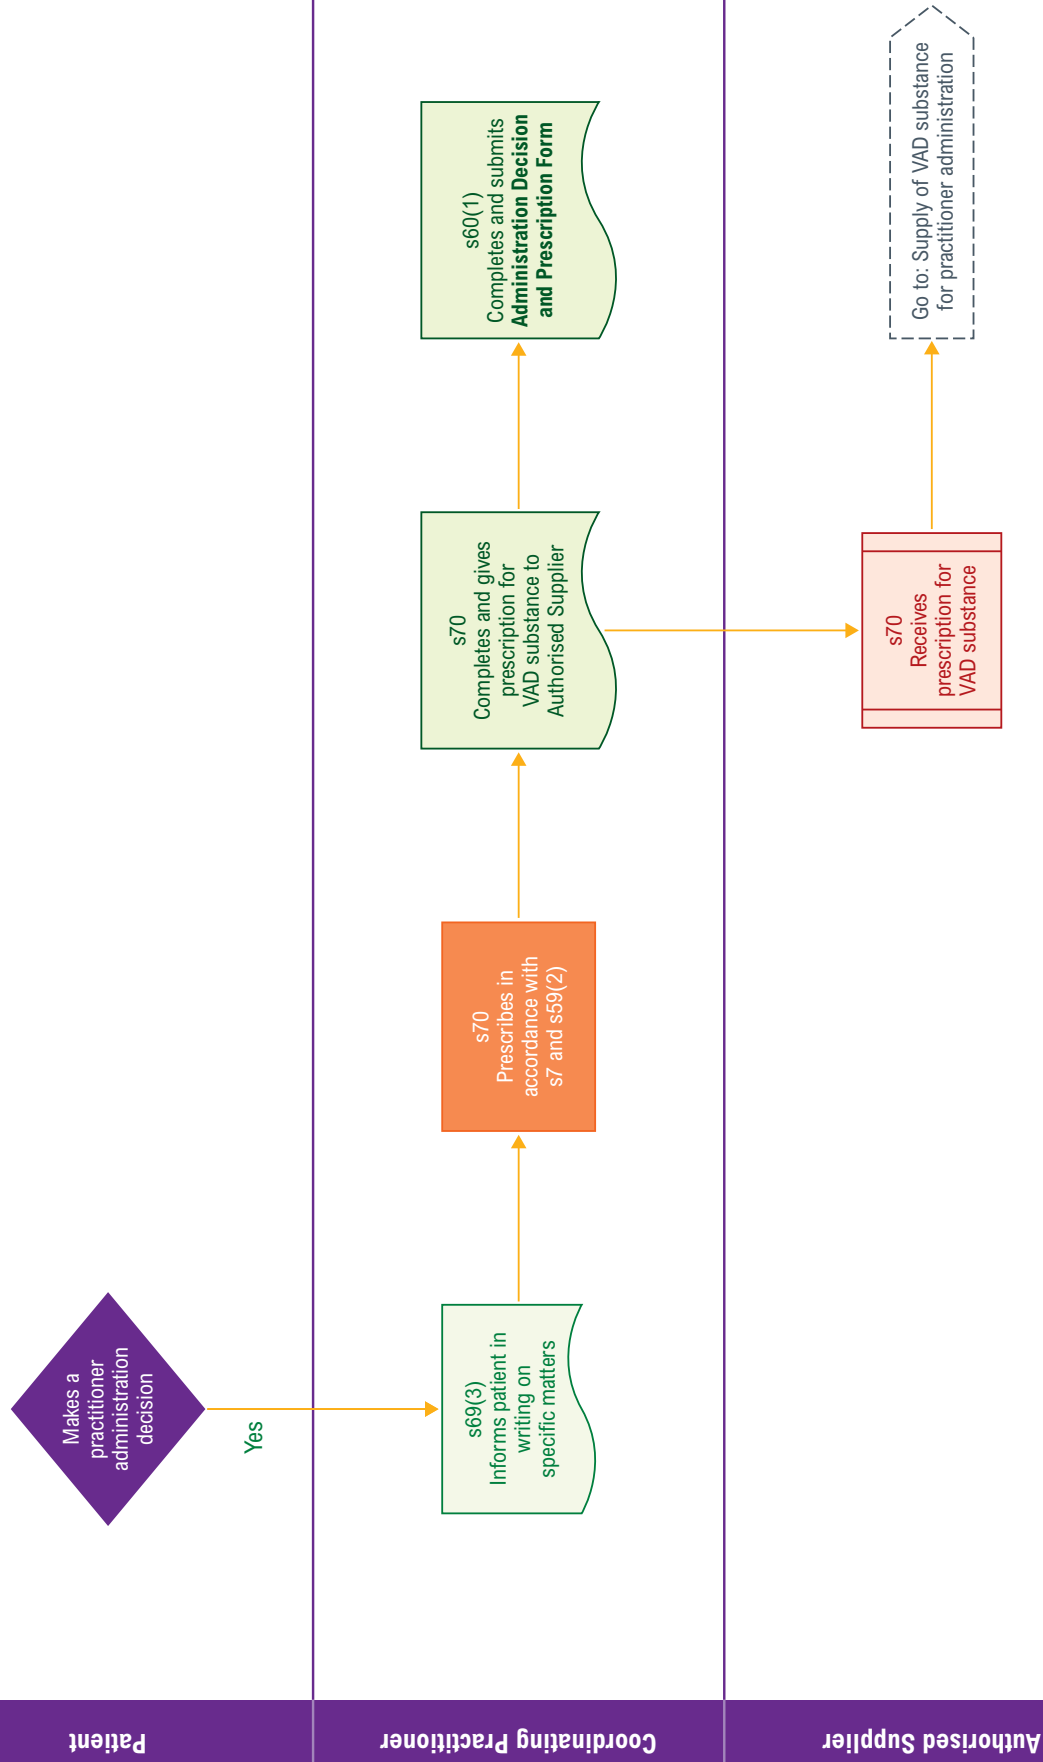 Patient
Makes a
practitioner
administration
decision
Yes
Coordinating Practitioner
s69(3)
Informs patient in
writing on
specific matters
s70
Prescribes in
accordance with
s7 and s59(2)
s70
Completes and gives
prescription for
VAD substance to
Authorised Supplier
s60(1)
Completes and submits
Administration Decision
and Prescription Form
Authorised Supplier
s70
Receives
prescription for
VAD substance
Go to: Supply of VAD substance
for practitioner administration